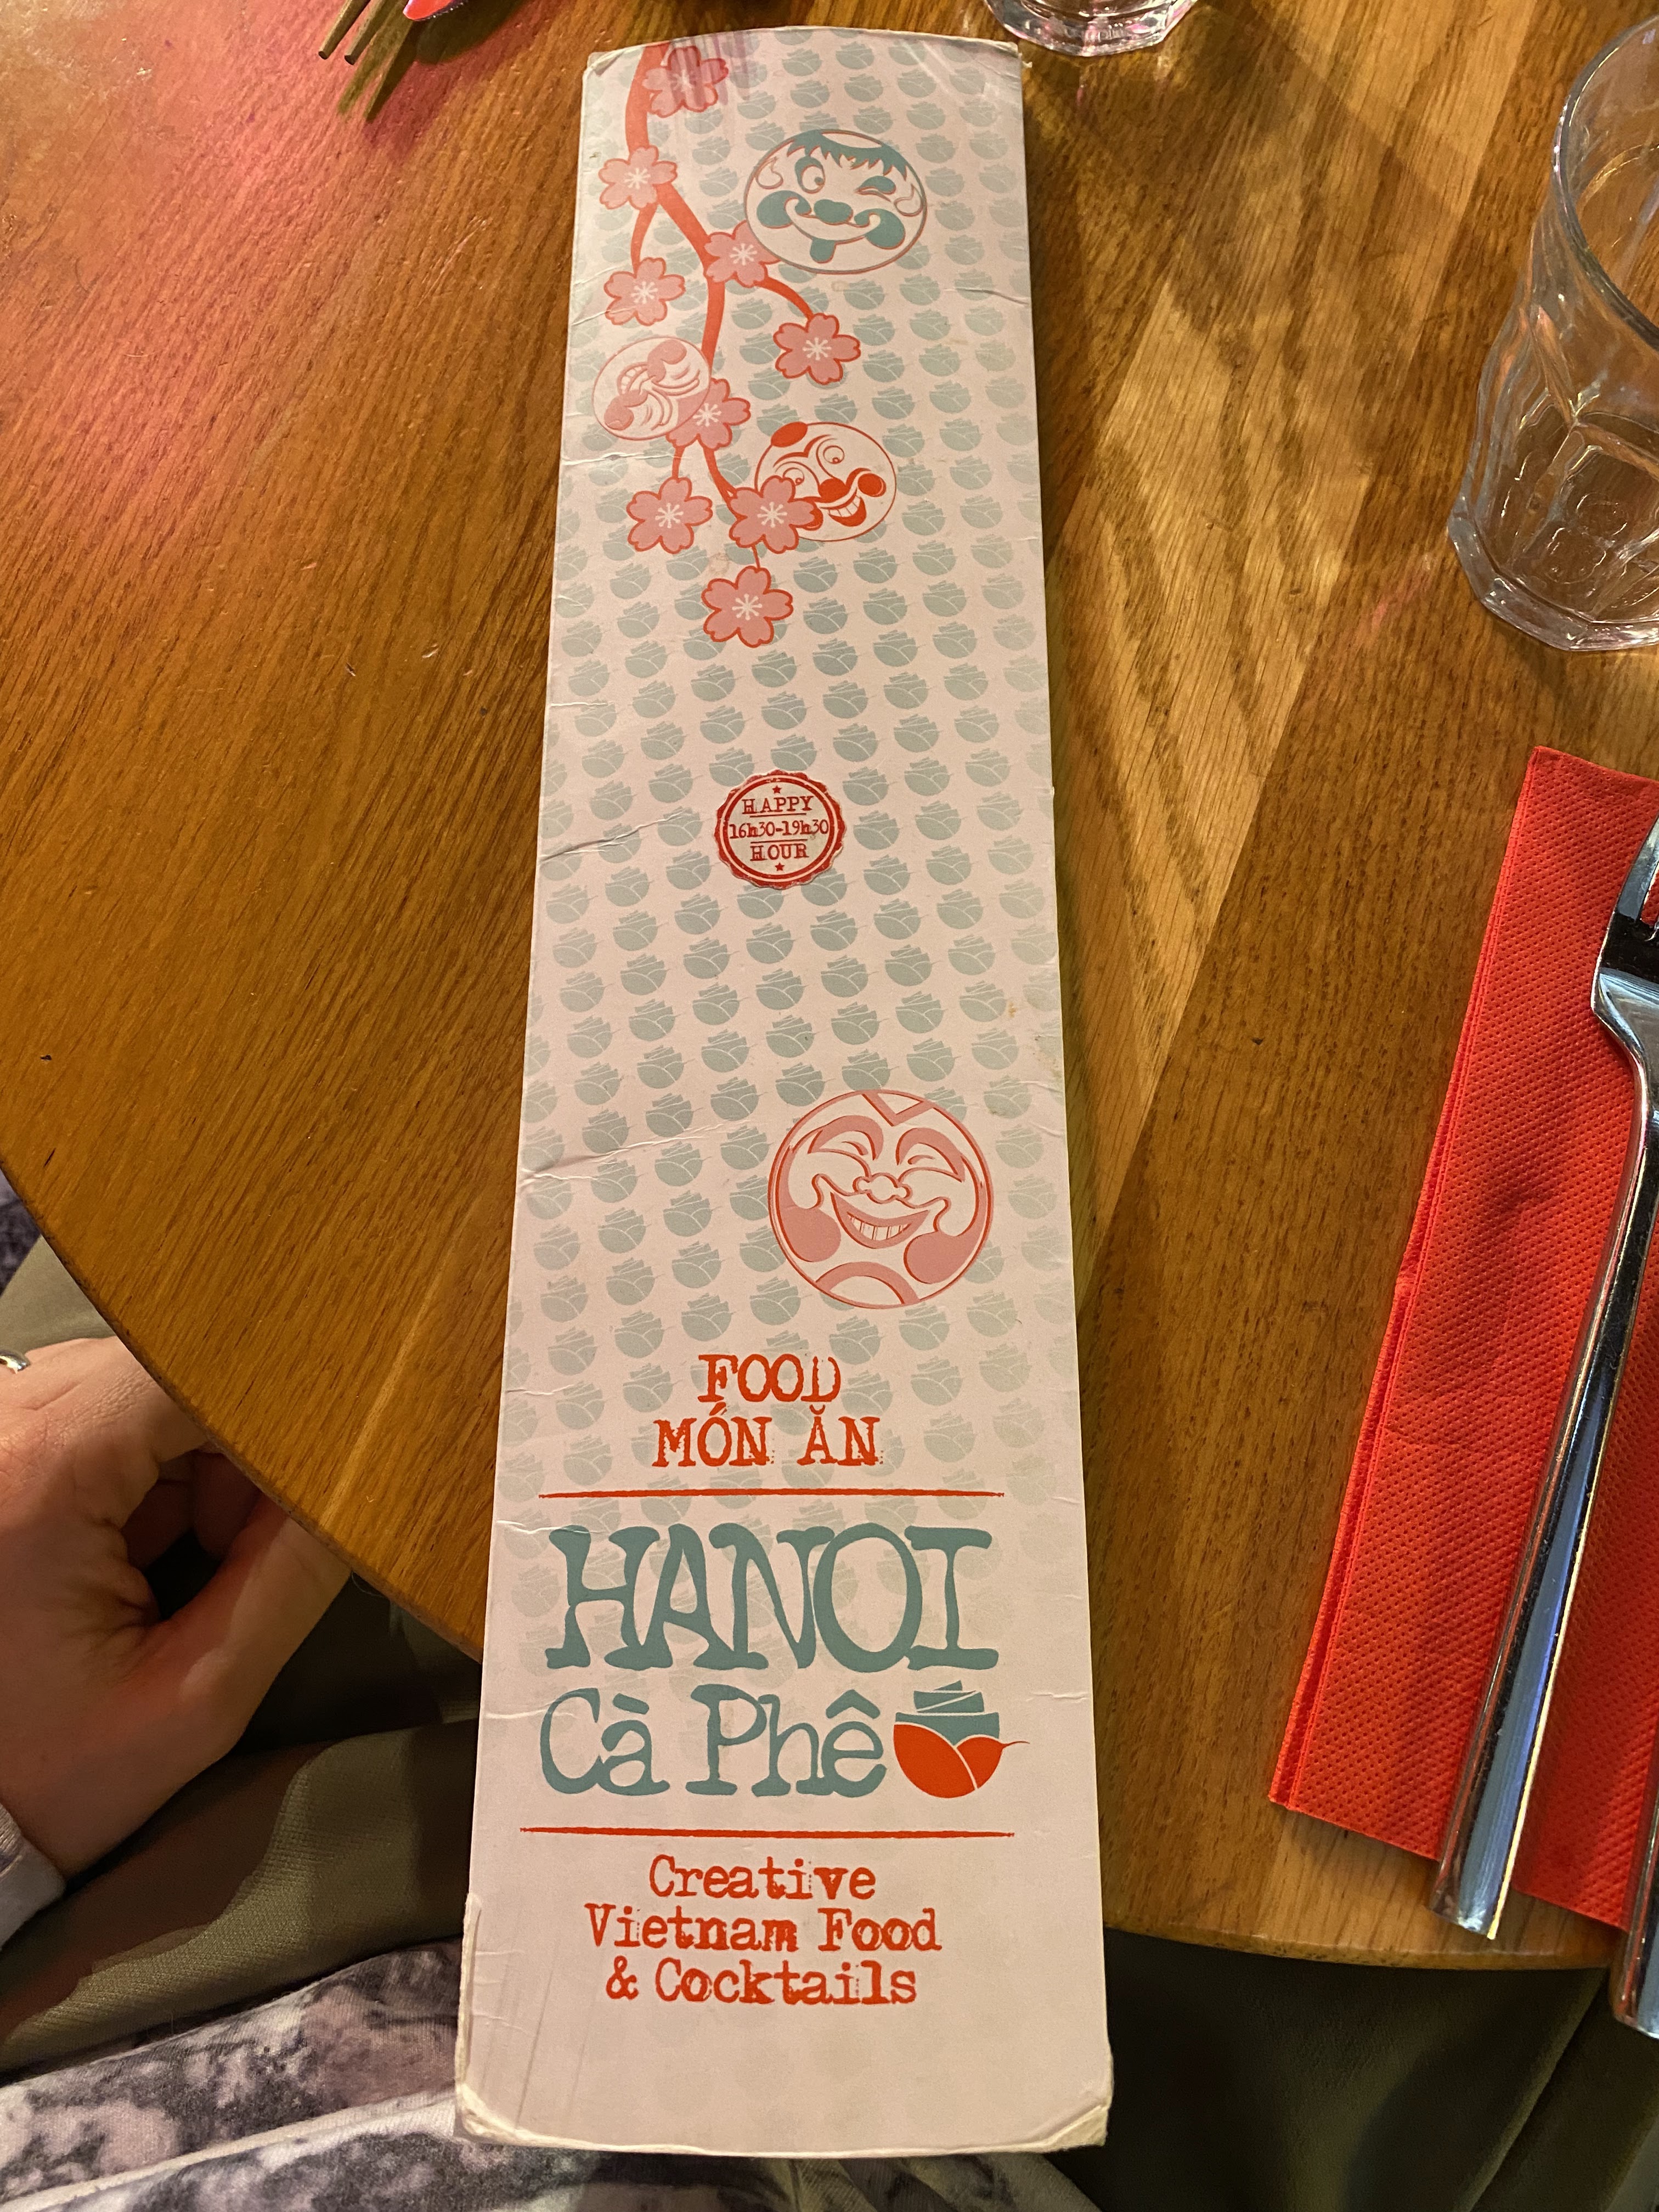 HAPPY
16h30-19h30
HOUR
FOOD
MÓN ĂN
HANOI
Cà Phê
Creative
Vietnam Food
& Cocktails